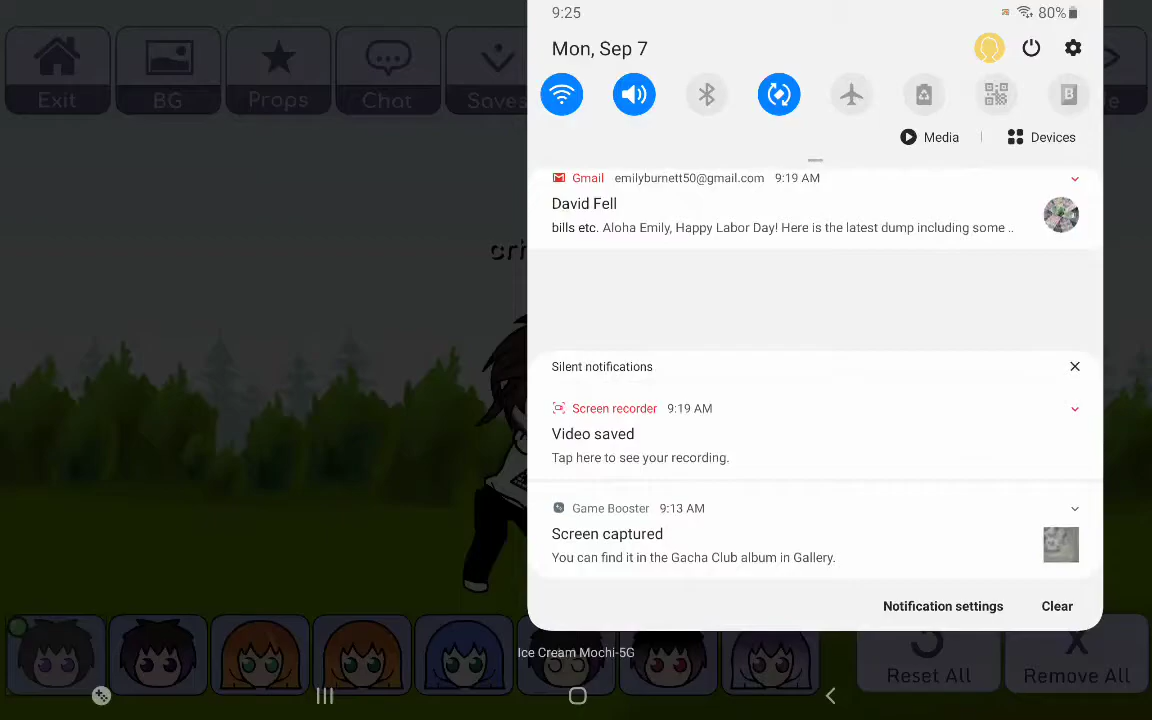 9:25
80%
Mon, Sep 7
Exit
BG
Props
Chat
Saves
Media
Devices
Gmail emilyburnett50@gmail.com 9:19 AM
David Fell
bills etc. Aloha Emily, Happy Labor Day! Here is the latest dump including some ..
Silent notifications
Screen recorder 9:19 AM
Video saved
Tap here to see your recording.
Game Booster 9:13 AM
Screen captured
You can find it in the Gacha Club album in Gallery.
Notification settings
Clear
Ice Cream Mochi-5G
Reset All
Remove All